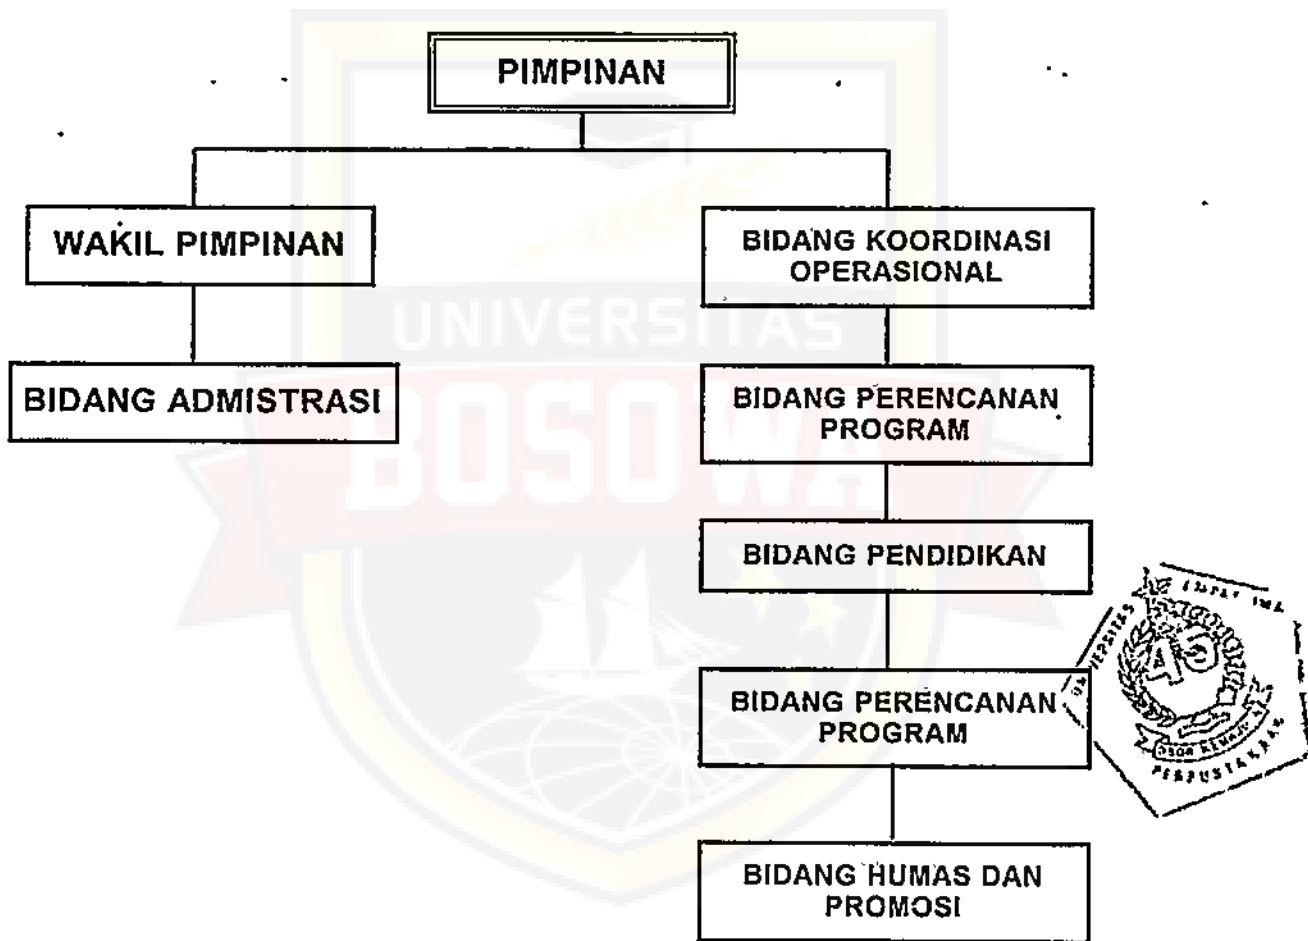 PIMPINAN
WAKIL PIMPINAN
BIDANG KOORDINASI
OPERASIONAL
UNIVERSITAS
BIDANG ADMISTRASI
BIDANG PERENCANAN
PROGRAM
BOSOWA
BIDANG PENDIDIKAN
BIDANG PERENCANAN
PROGRAM
45
PERPUSTAKAAN
BIDANG HUMAS DAN
PROMOSI